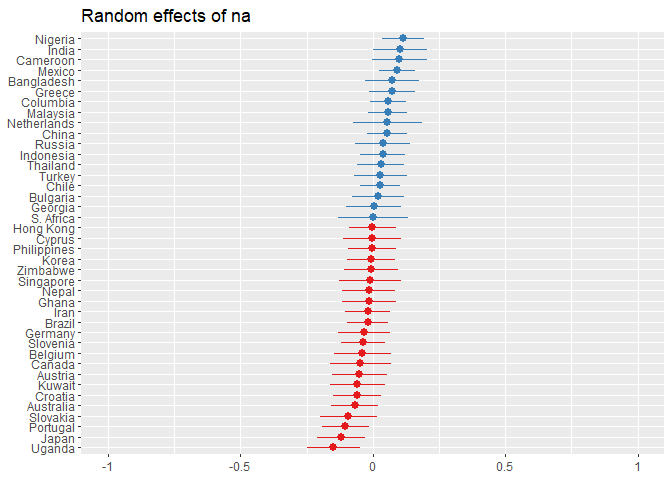 Random effects of na
Nigeria
India
Cameroon
Mexico
Bangladesh
Greece
Columbia
Malaysia
Netherlands
China
Russia
Indonesia
Thailand
Turkey
Chile
Bulgaria
Georgia
S. Africa
Hong Kong
Cyprus
Philippines
Korea
Zimbabwe
Singapore
Nepal
Ghana
Iran
Brazil
Germany
Slovenia
Belgium
Canada
Austria
Kuwait
Croatia
Australia
Slovakia
Portugal
Japan
Uganda
-1 -0.5 0 0.5 1